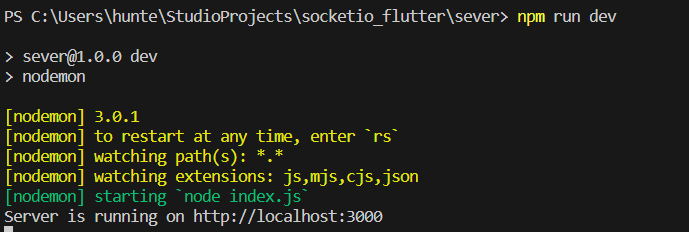 PS C:\Users\hunte\StudioProjects\socketio_flutter\sever> npm run dev
> sever@1.0.0 dev
> nodemon
[nodemon] 3.0.1
[nodemon] to restart at any time, enter `rs`
[nodemon] watching path(s): *.*
[nodemon] watching extensions: js,mjs,cjs,json
[nodemon] starting `node index.js`
Server is running on http://localhost:3000